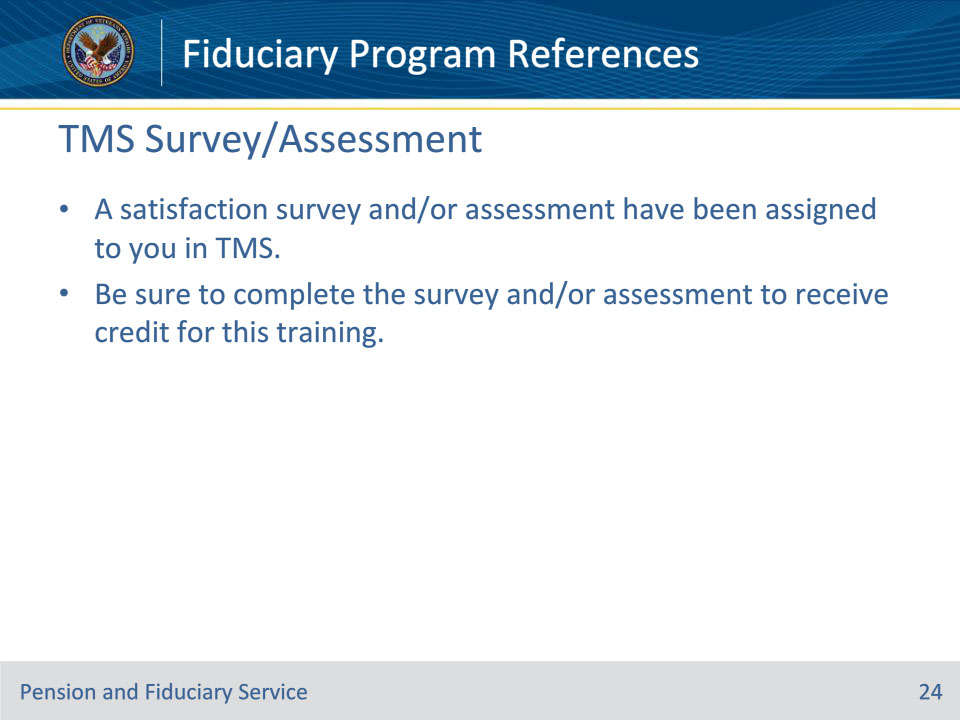 Fiduciary Program References
TMS Survey/Assessment
• A satisfaction survey and/or assessment have been assigned
to you in TMS.
• Be sure to complete the survey and/or assessment to receive
credit for this training.
Pension and Fiduciary Service
24